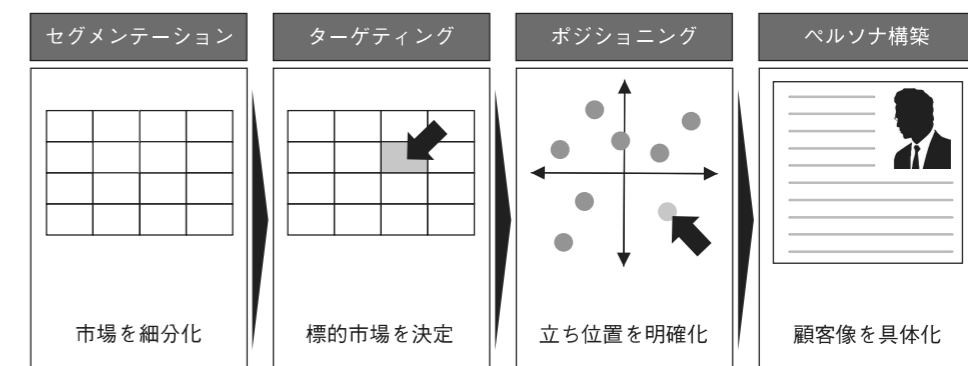 セグメンテーション
ターゲティング
ポジショニング
ペルソナ構築
市場を細分化
標的市場を決定
立ち位置を明確化
顧客像を具体化